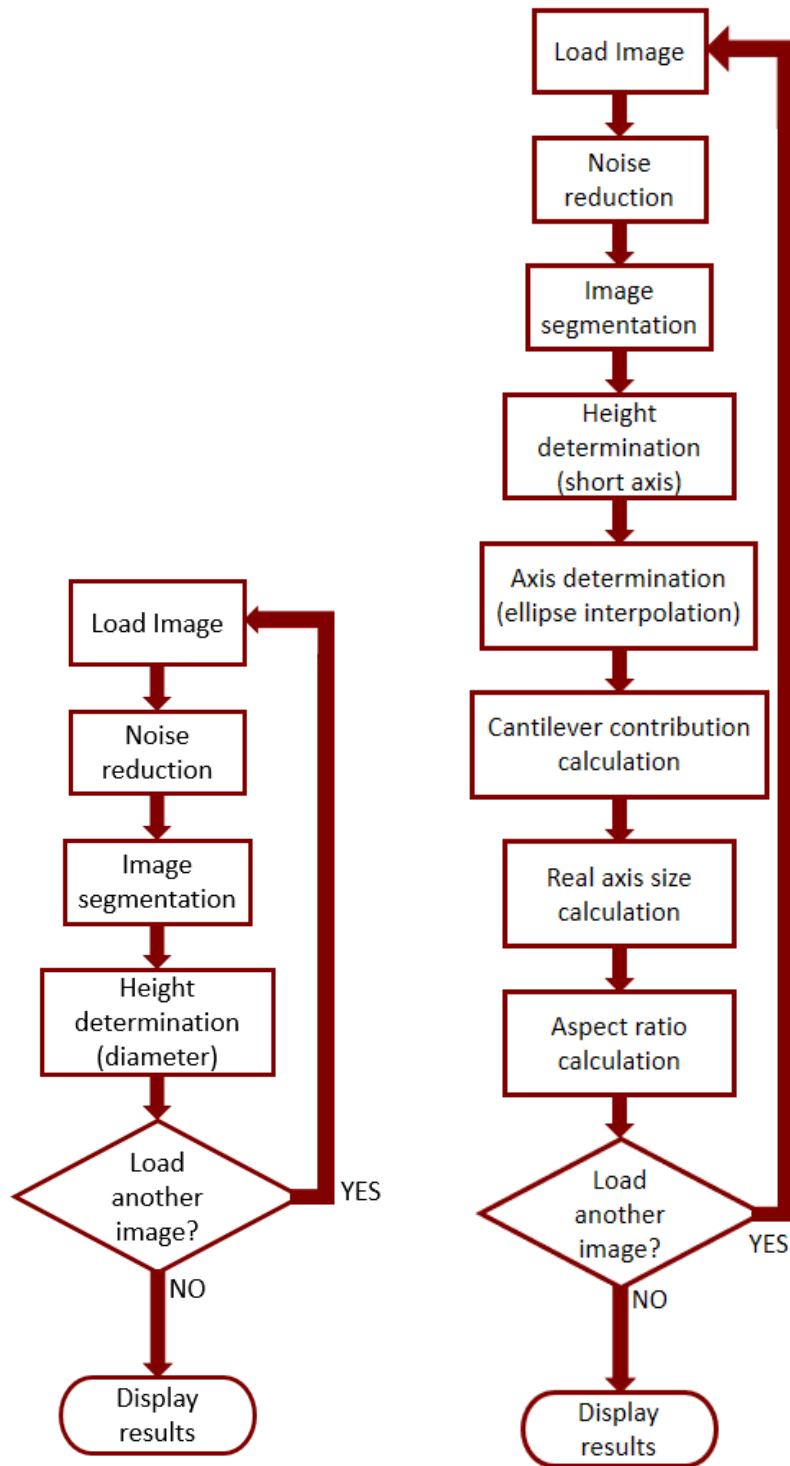 Load Image
Noise
reduction
Image
segmentation
Height
determination
(diameter)
Load
another
image?
YES
NO
Display
results
Load Image
Noise
reduction
Image
segmentation
Height
determination
(short axis)
Axis determination
(ellipse interpolation)
Cantilever contribution
calculation
Real axis size
calculation
Aspect ratio
calculation
Load
another
image?
YES
NO
Display
results